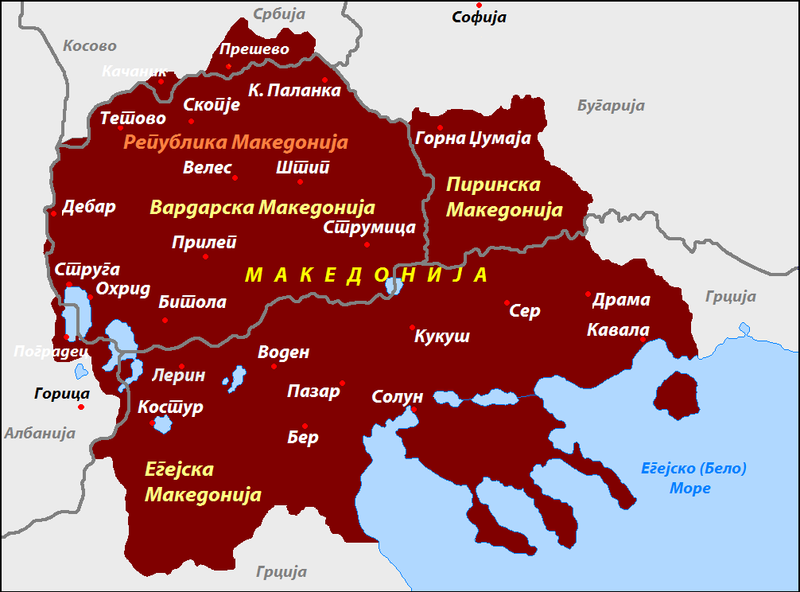 Србија
Софија
Косово
Прешево
Качаник
К. Паланка
Скопје
Тетово
Бугарија
Горна Џумаја
Република Македонија
Велес
Штип
Пиринска
Македонија
Дебар
Вардарска Македонија
Струмица
Прилеп
Струга
МАКЕДОНИЈА
Охрид
Битола
Сер
Драма
Грција
Кавала
Кукуш
Поградец
Воден
Лерин
Пазар
Горица
Солун
Костур
Албанија
Бер
Егејска
Македонија
Егејско (Бело)
Море
Грција